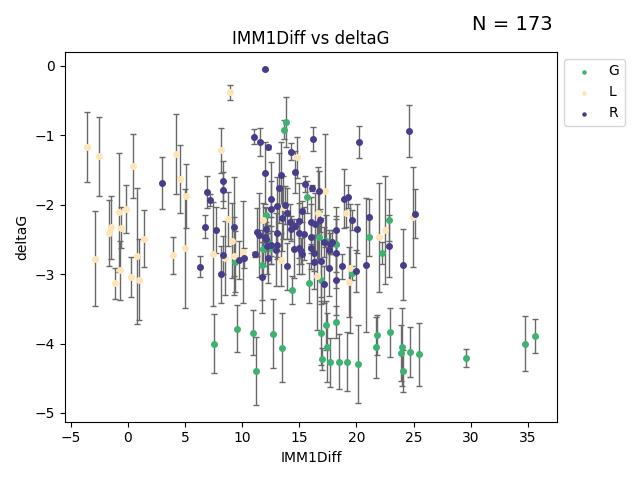 N = 173
IMM1Diff vs deltaG
G
L
R
0
−1
−2
−3
−4
−5
deltaG
−5 0 5 10 15 20 25 30 35
IMM1Diff